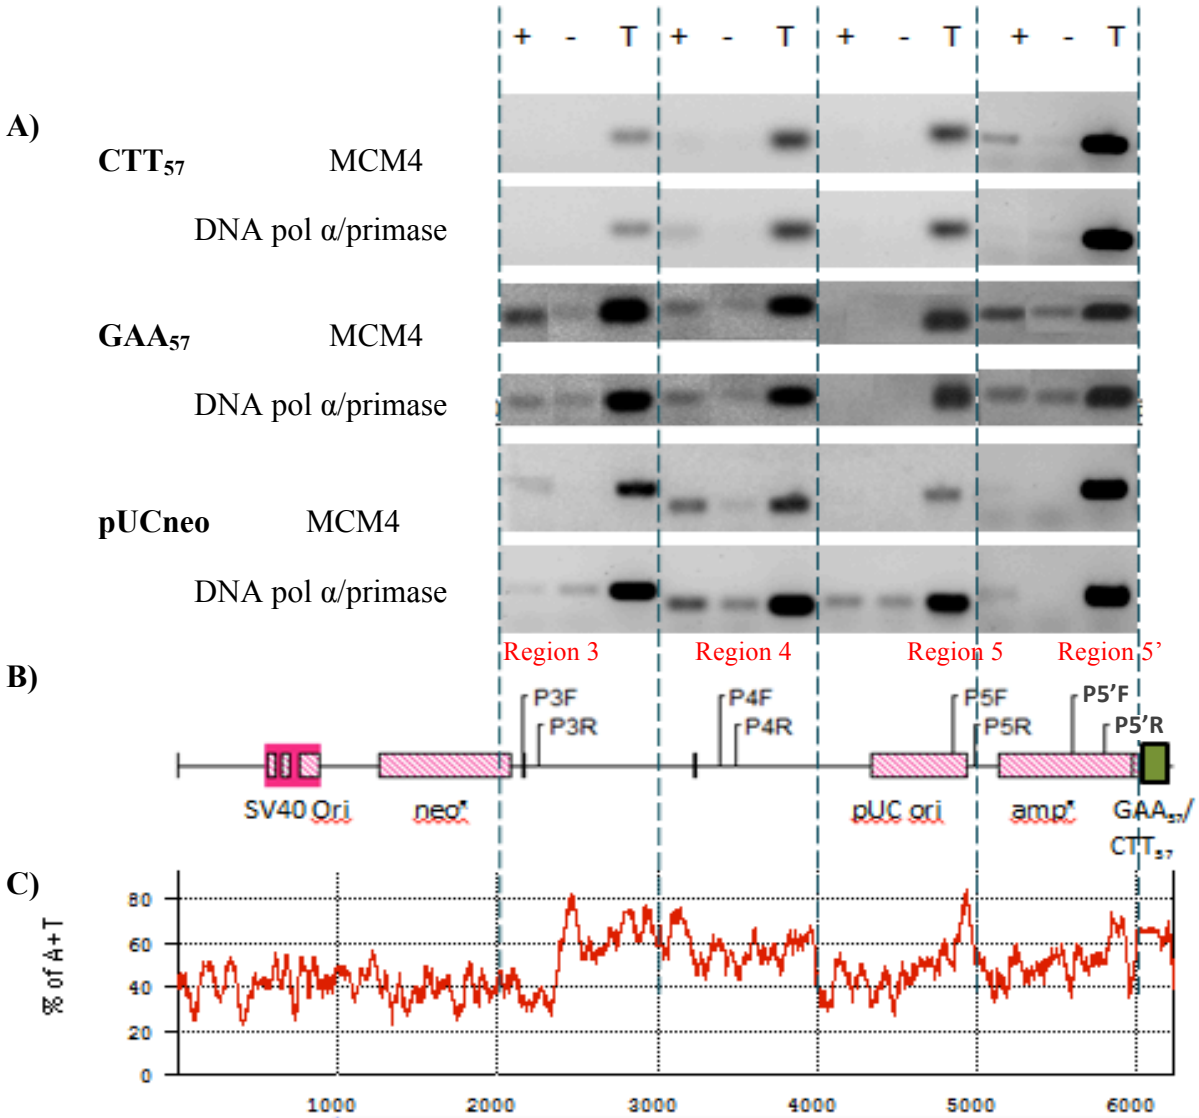 + - T + - T + - T + - T
A)
CTT57 MCM4
DNA pol α/primase
GAA57 MCM4
DNA pol α/primase
pUCneo MCM4
DNA pol α/primase
Region 3 Region 4 Region 5 Region 5’
B)
P3F P4F P5F P5’F
P3R P4R P5R P5’R
SV40 Ori neoʳ pUC ori ampʳ GAA57/
CTT57
C)
% of A+T
80
60
40
20
0
1000 2000 3000 4000 5000 6000